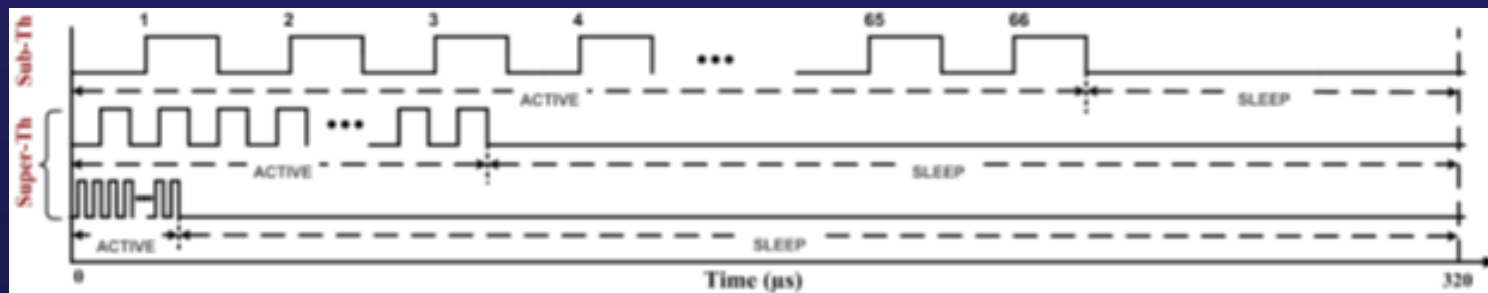 1 2 3 4 65 66
Sub-Th
ACTIVE SLEEP
Super-Th
ACTIVE SLEEP
ACTIVE SLEEP
0 Time (µs) 320